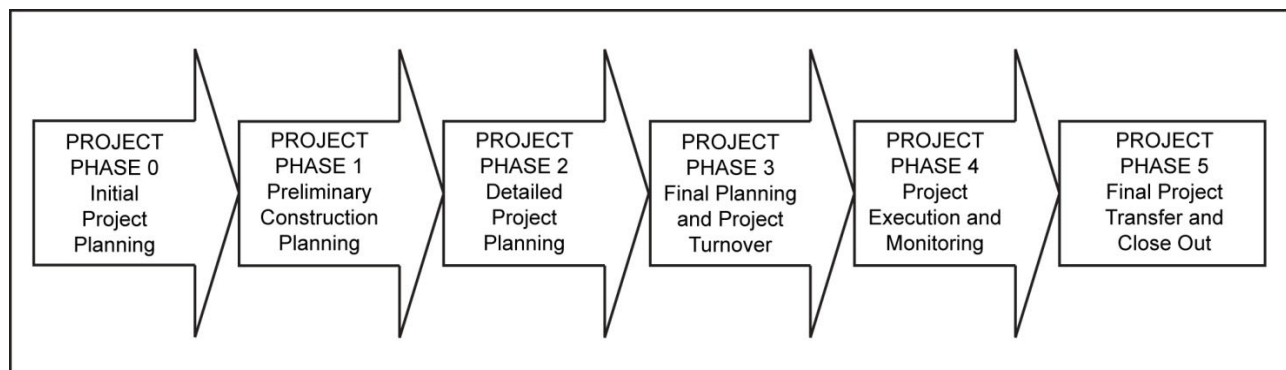 PROJECT
PHASE 0
Initial
Project
Planning
PROJECT
PHASE 1
Preliminary
Construction
Planning
PROJECT
PHASE 2
Detailed
Project
Planning
PROJECT
PHASE 3
Final Planning
and Project
Turnover
PROJECT
PHASE 4
Project
Execution and
Monitoring
PROJECT
PHASE 5
Final Project
Transfer and
Close Out